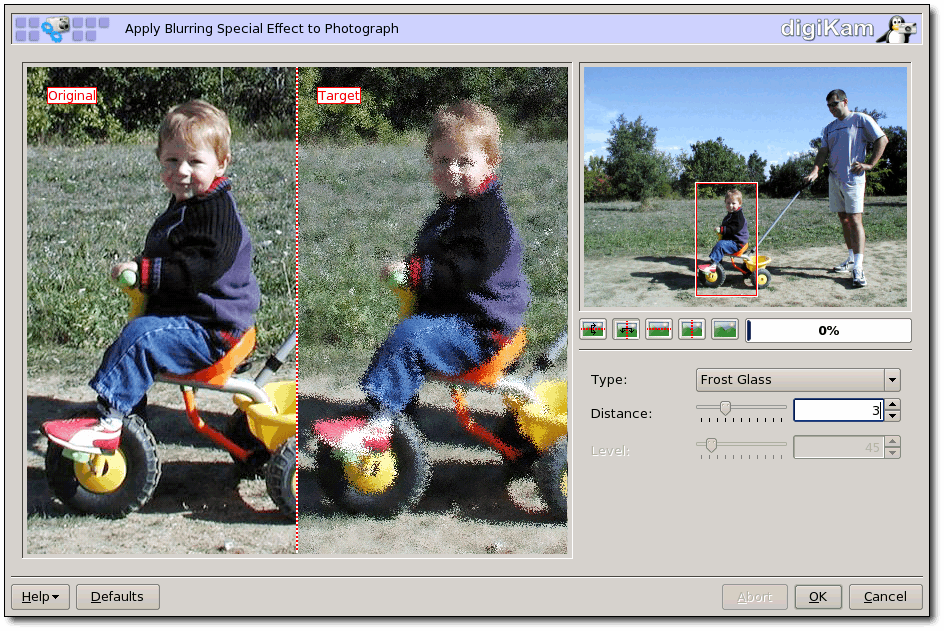 Apply Blurring Special Effect to Photograph
digiKam
Original
Target
0%
Type: Frost Glass
Distance: 3
Level: 45
Help
Defaults
Abort
OK
Cancel